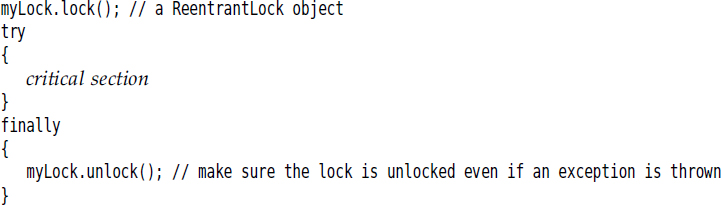 myLock.lock(); // a ReentrantLock object
try
{
critical section
}
finally
{
myLock.unlock(); // make sure the lock is unlocked even if an exception is thrown
}